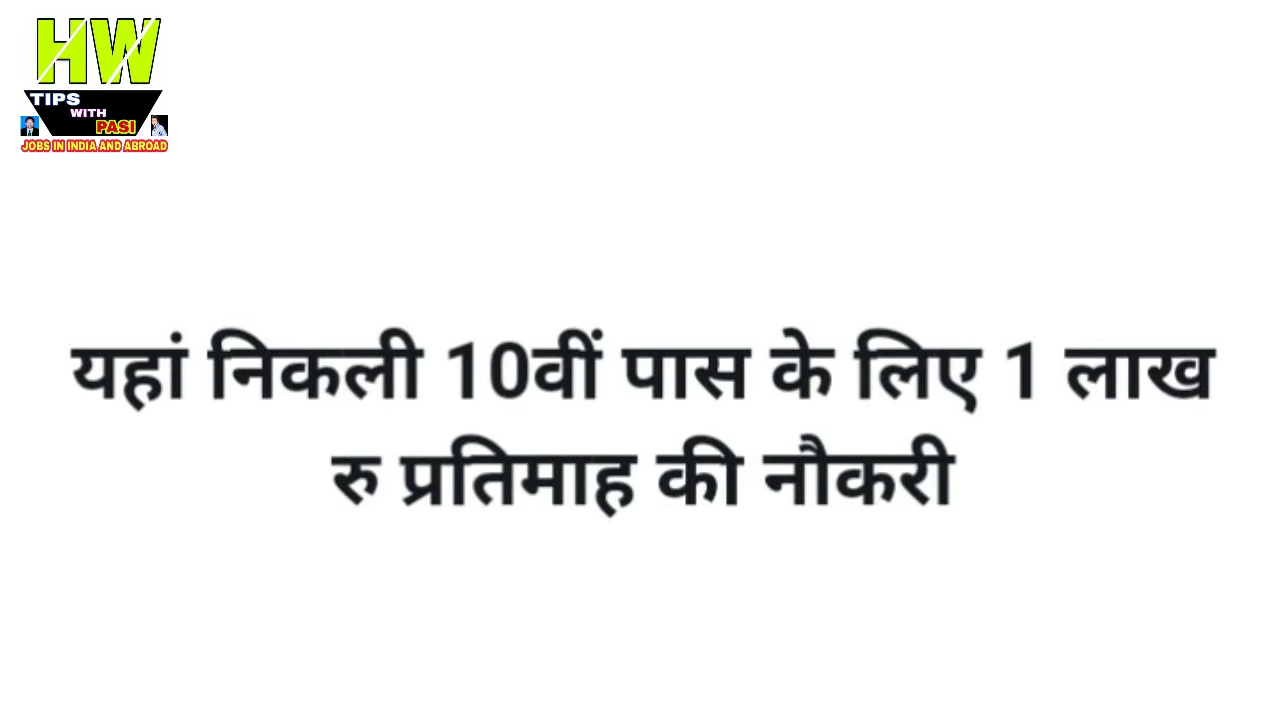 HW
TIPS
WITH
PASI
JOBS IN INDIA AND ABROAD
यहां निकली 10वीं पास के लिए 1 लाख
रु प्रतिमाह की नौकरी